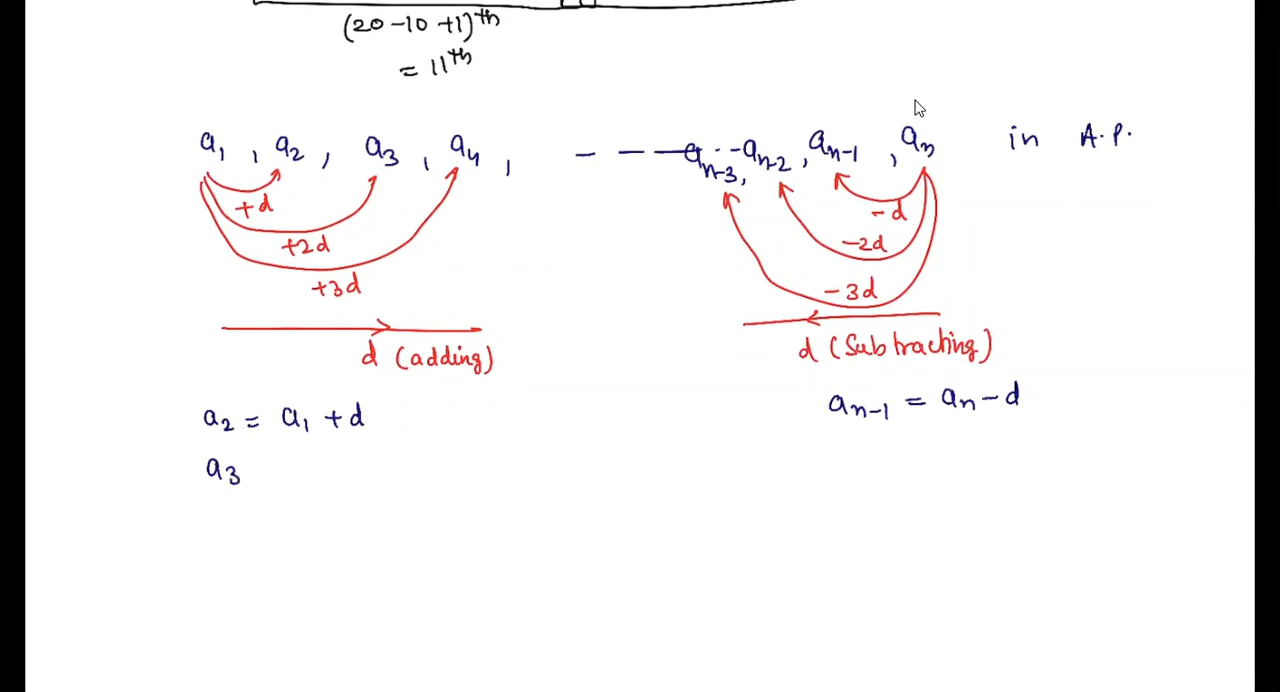 (20-10+1)th
= 11th
a1, a2, a3, a4, - - - an-3, an-2, an-1, an in A.P.
+d -d
+2d -2d
+3d -3d
d (adding) d (Subtracting)
a2 = a1 + d an-1 = an - d
a3